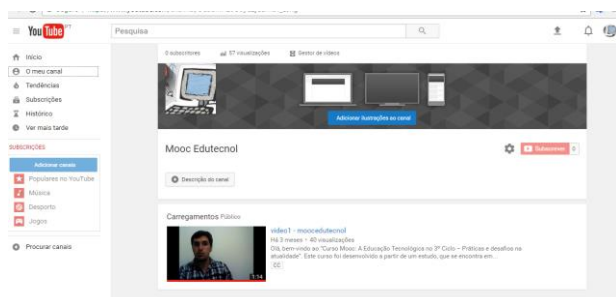 YouTube PT
Pesquisa
Início
O meu canal
Tendências
Subscrições
Histórico
Ver mais tarde
SUBSCRIÇÕES
Adicionar canais
Populares no YouTube
Música
Desporto
Jogos
Procurar canais
0 subscritores 57 visualizações Gestor de vídeos
Adicionar ilustrações ao canal
Mooc Edutecnol
Subscrever 0
Descrição do canal
Carregamentos Público
video1 - moocedutecnol
Há 3 meses • 40 visualizações
Olá, bem-vindo ao "Curso Mooc: A Educação Tecnológica no 3º Ciclo – Práticas e desafios na
atualidade". Este curso foi desenvolvido a partir de um estudo, que se encontra em...
CC
1:14